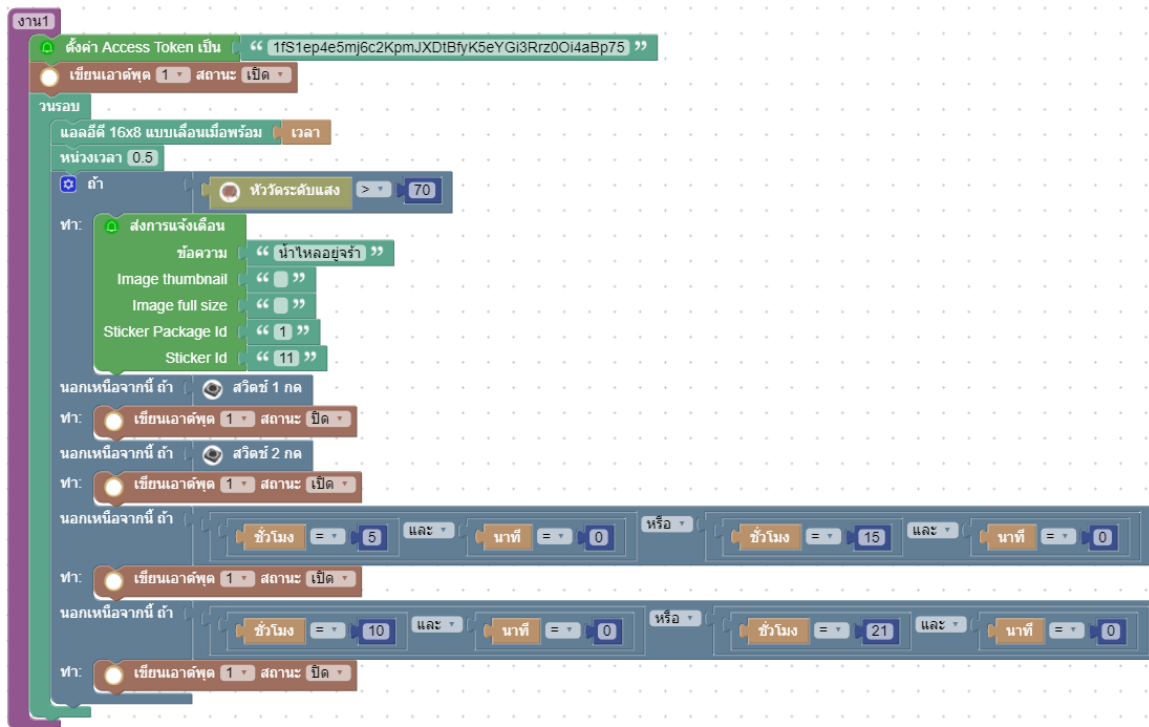 งาน1
ตั้งค่า Access Token เป็น “ 1fS1ep4e5mj6c2KpmJXDtBfyK5eYGi3Rrz0Oi4aBp75 ”
เขียนเอาต์พุต 1 สถานะ เปิด
วนรอบ
แอลอีดี 16x8 แบบเลื่อนเมื่อพร้อม เวลา
หน่วงเวลา 0.5
ถ้า หัววัดระดับแสง > 70
ทำ: ส่งการแจ้งเตือน
ข้อความ “ น้ำไหลอยู่จร้า ”
Image thumbnail “ ”
Image full size “ ”
Sticker Package Id “ 1 ”
Sticker Id “ 11 ”
นอกเหนือจากนี้ ถ้า สวิตช์ 1 กด
ทำ: เขียนเอาต์พุต 1 สถานะ ปิด
นอกเหนือจากนี้ ถ้า สวิตช์ 2 กด
ทำ: เขียนเอาต์พุต 1 สถานะ เปิด
นอกเหนือจากนี้ ถ้า ชั่วโมง = 5 และ นาที = 0 หรือ ชั่วโมง = 15 และ นาที = 0
ทำ: เขียนเอาต์พุต 1 สถานะ เปิด
นอกเหนือจากนี้ ถ้า ชั่วโมง = 10 และ นาที = 0 หรือ ชั่วโมง = 21 และ นาที = 0
ทำ: เขียนเอาต์พุต 1 สถานะ ปิด